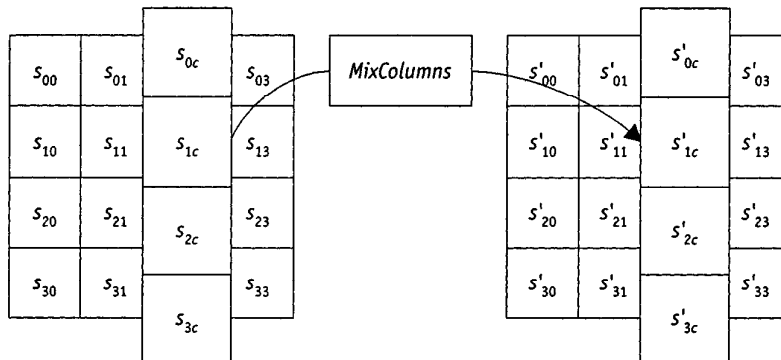 s0c
s00 s01 s03
s1c
s10 s11 s13
s20 s21 s23
s2c
s30 s31 s33
s3c
MixColumns
s'0c
s'00 s'01 s'03
s'1c
s'10 s'11 s'13
s'20 s'21 s'23
s'2c
s'30 s'31 s'33
s'3c